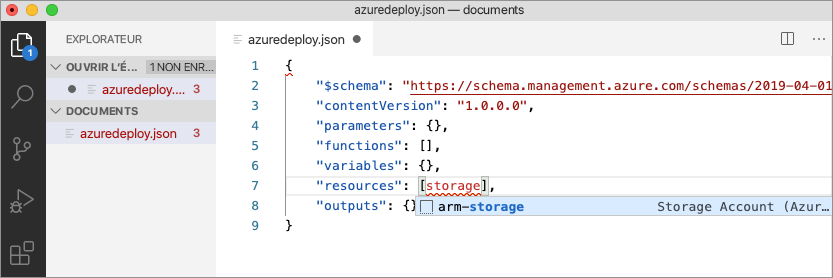 azuredeploy.json — documents
EXPLORATEUR
OUVRIR L'É... 1 NON ENR...
azuredeploy.... 3
DOCUMENTS
azuredeploy.json 3
1
azuredeploy.json
1 {
2 "$schema": "https://schema.management.azure.com/schemas/2019-04-01
3 "contentVersion": "1.0.0.0",
4 "parameters": {},
5 "functions": [],
6 "variables": {},
7 "resources": [storage],
8 "outputs": {}
arm-storage Storage Account (Azur...
9 }